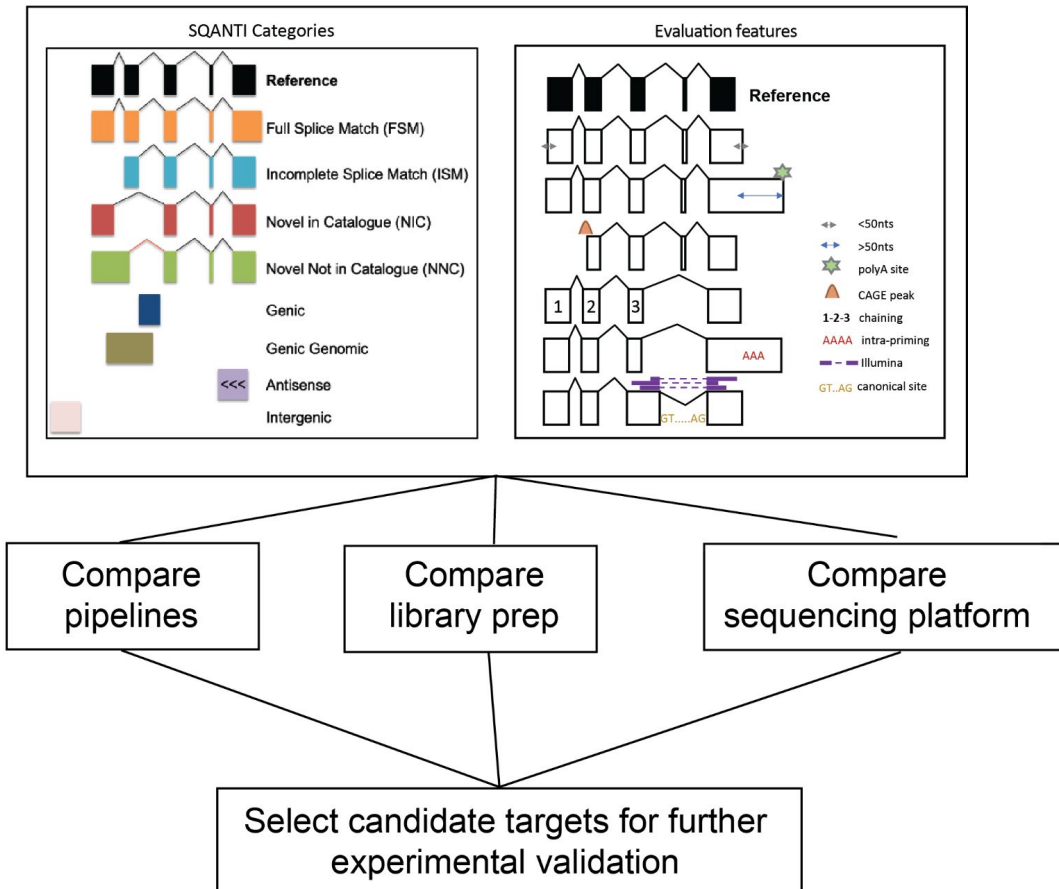 SQANTI Categories
Reference
Full Splice Match (FSM)
Incomplete Splice Match (ISM)
Novel in Catalogue (NIC)
Novel Not in Catalogue (NNC)
Genic
Genic Genomic
<<<
Antisense
Intergenic
Evaluation features
Reference
1 2 3
AAA
GT.....AG
<50nts
>50nts
polyA site
CAGE peak
1-2-3 chaining
AAAA intra-priming
Illumina
GT..AG canonical site
Compare
pipelines
Compare
library prep
Compare
sequencing platform
Select candidate targets for further
experimental validation